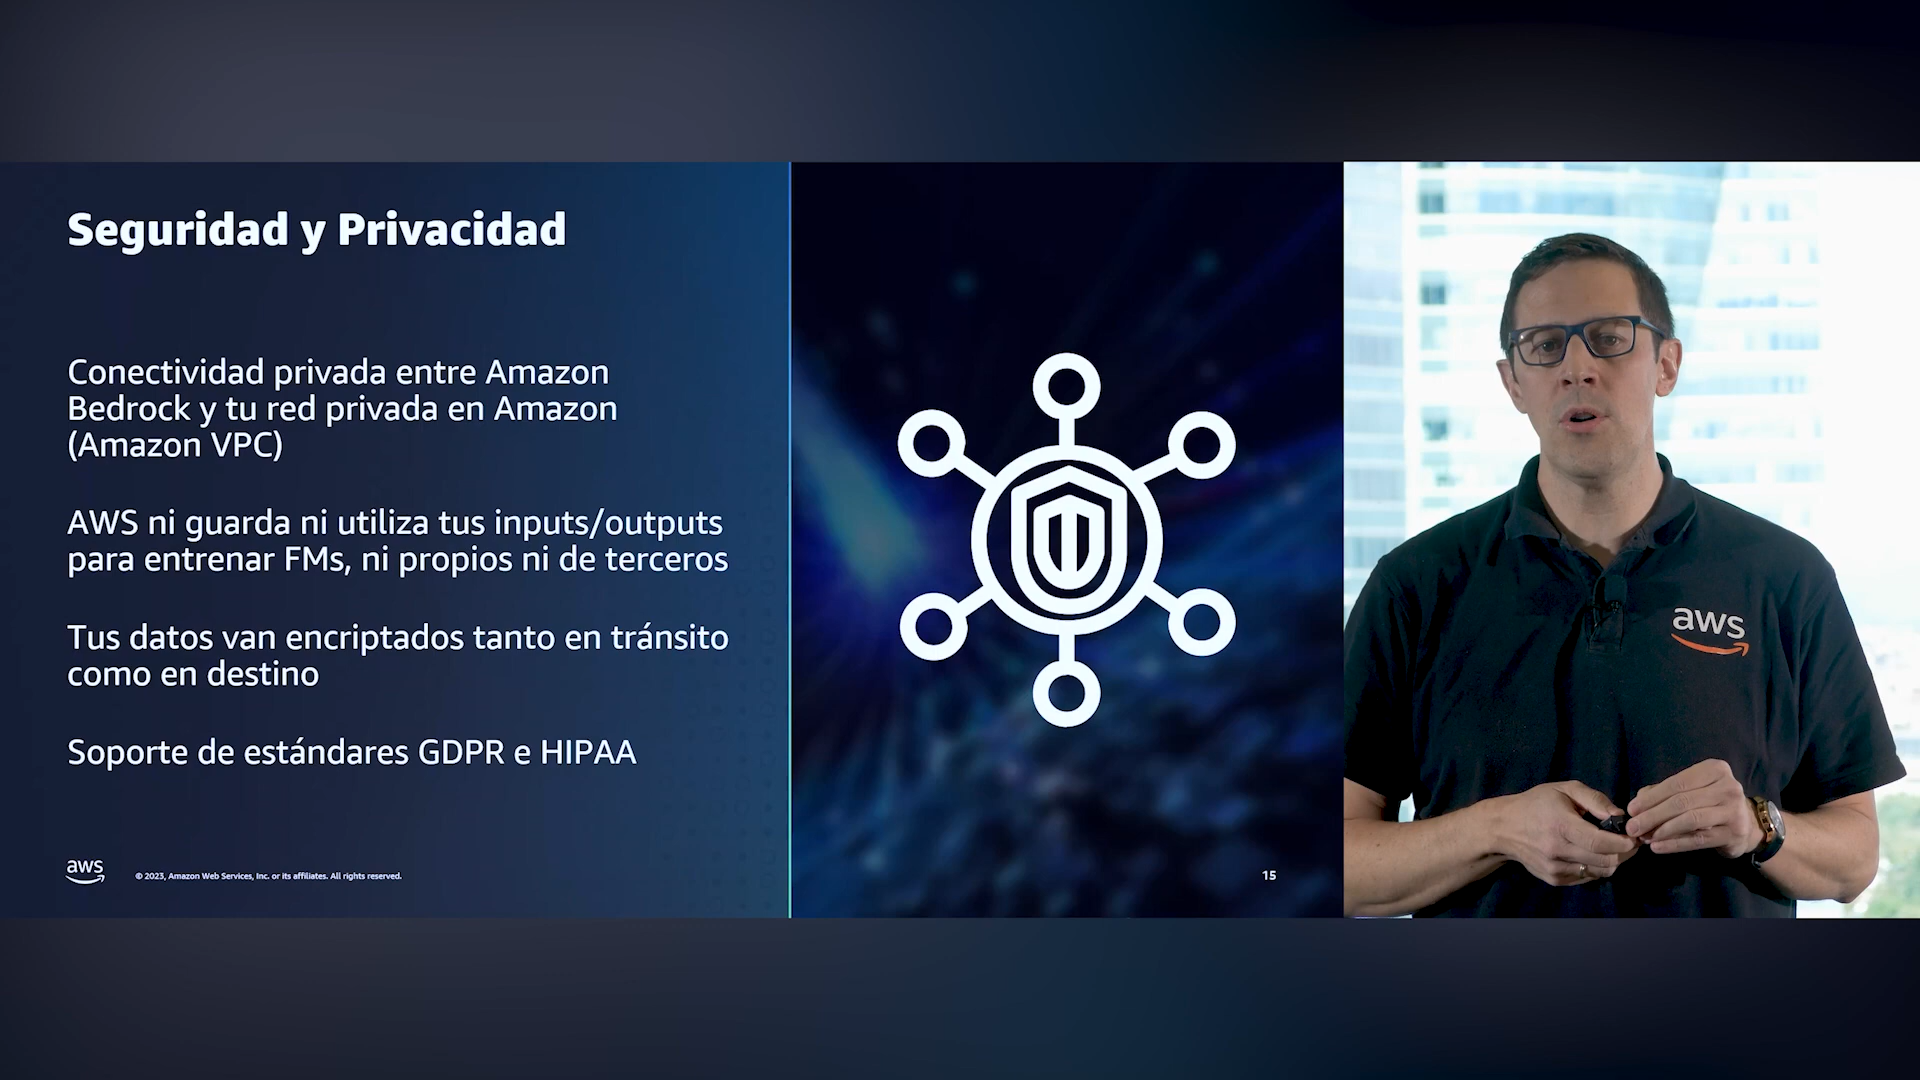 Seguridad y Privacidad
Conectividad privada entre Amazon
Bedrock y tu red privada en Amazon
(Amazon VPC)
AWS ni guarda ni utiliza tus inputs/outputs
para entrenar FMs, ni propios ni de terceros
Tus datos van encriptados tanto en tránsito
como en destino
Soporte de estándares GDPR e HIPAA
aws
© 2023, Amazon Web Services, Inc. or its affiliates. All rights reserved.
15
aws